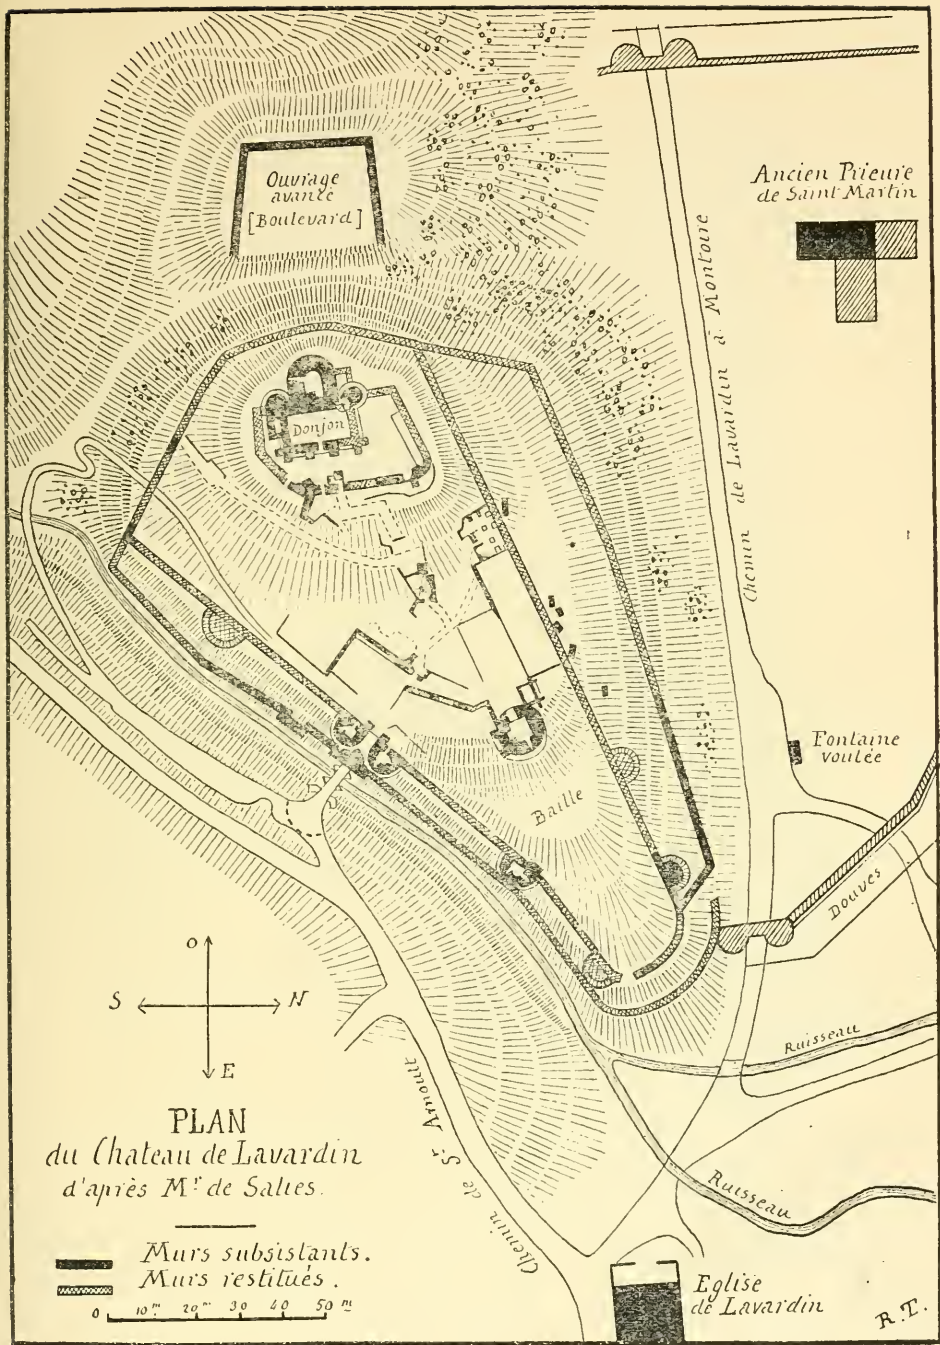 Ouvrage
avancé
[Boulevard]
Ancien Prieuré
de Saint Martin
Chemin de Lavardin à Montoire
Donjon
Fontaine
voutée
Baille
Douves
O
S N
E
Ruisseau
PLAN
du Chateau de Lavardin
d'après Mr de Salies.
Chemin de St Arnoult
Ruisseau
Murs subsistants.
Murs restitués.
0 10m 20m 30 40 50m
Eglise
de Lavardin
R.T.